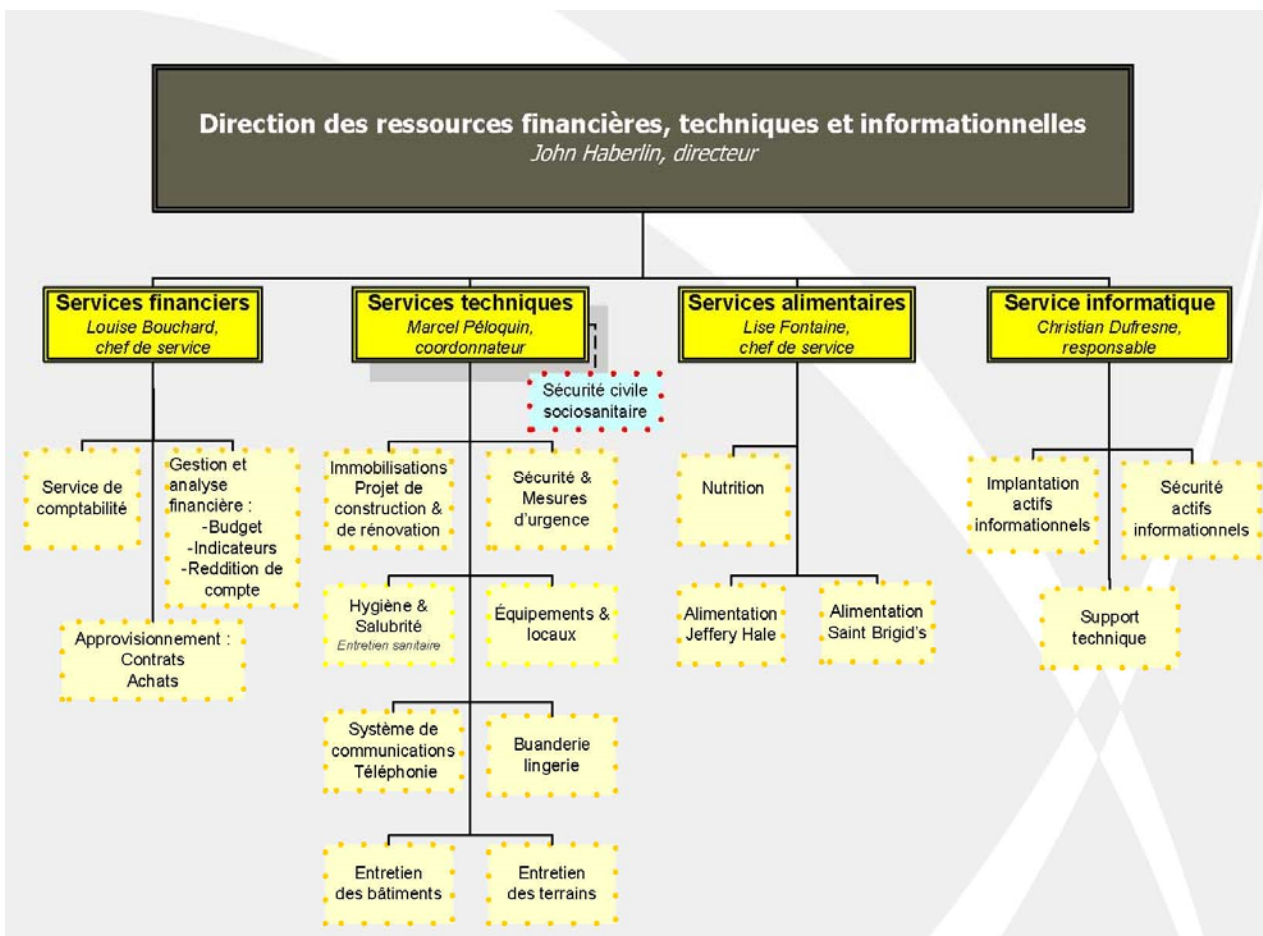 Direction des ressources financières, techniques et informationnelles
John Haberlin, directeur
Services financiers
Louise Bouchard,
chef de service
Services techniques
Marcel Péloquin,
coordonnateur
Services alimentaires
Lise Fontaine,
chef de service
Service informatique
Christian Dufresne,
responsable
Sécurité civile
sociosanitaire
Service de
comptabilité
Gestion et
analyse
financière :
-Budget
-Indicateurs
-Reddition de
compte
Approvisionnement :
Contrats
Achats
Immobilisations
Projet de
construction &
de rénovation
Sécurité &
Mesures
d'urgence
Hygiène &
Salubrité
Entretien sanitaire
Équipements &
locaux
Système de
communications
Téléphonie
Buanderie
lingerie
Entretien
des bâtiments
Entretien
des terrains
Nutrition
Alimentation
Jeffery Hale
Alimentation
Saint Brigid's
Implantation
actifs
informationnels
Sécurité
actifs
informationnels
Support
technique